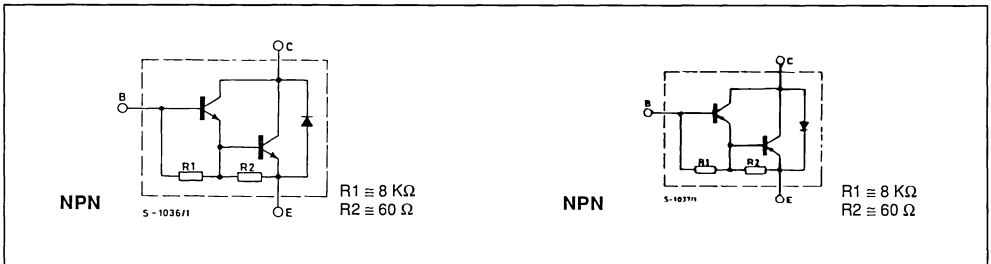 C
B
R1
R2
E
NPN
S-1036/1
R1 ≅ 8 KΩ
R2 ≅ 60 Ω
C
B
R1
R2
E
NPN
S-1037/1
R1 ≅ 8 KΩ
R2 ≅ 60 Ω